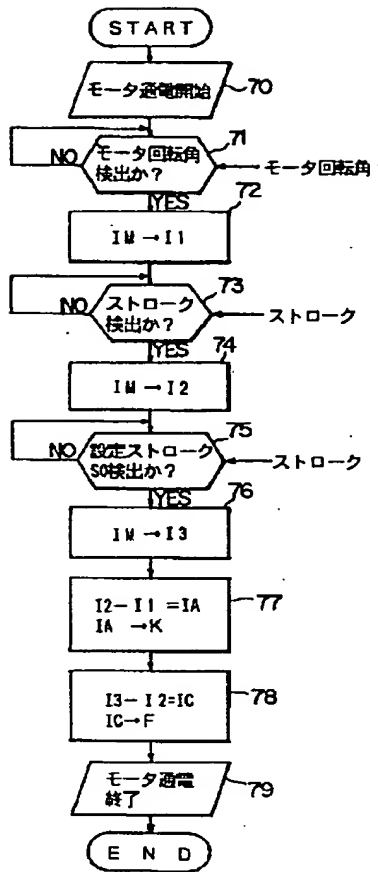 START
モータ通電開始
70
71
モータ回転角
検出か?
NO
モータ回転角
YES
72
IM→I1
73
ストローク
検出か?
NO
ストローク
YES
74
IM→I2
75
設定ストローク
S0検出か?
NO
ストローク
YES
76
IM→I3
I2-I1=IA
IA →K
77
I3-I2=IC
IC→F
78
モータ通電
終了
79
END